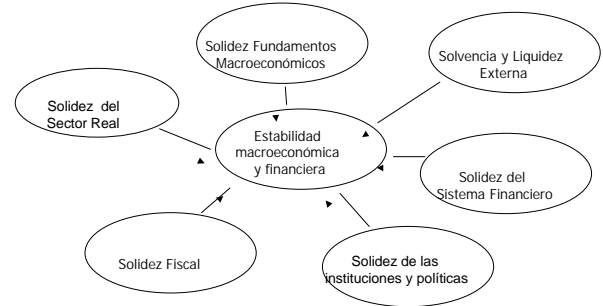 Solidez Fundamentos
Macroeconómicos
Solvencia y Liquidez
Externa
Solidez del
Sector Real
Estabilidad
macroeconómica
y financiera
Solidez del
Sistema Financiero
Solidez Fiscal
Solidez de las
instituciones y políticas